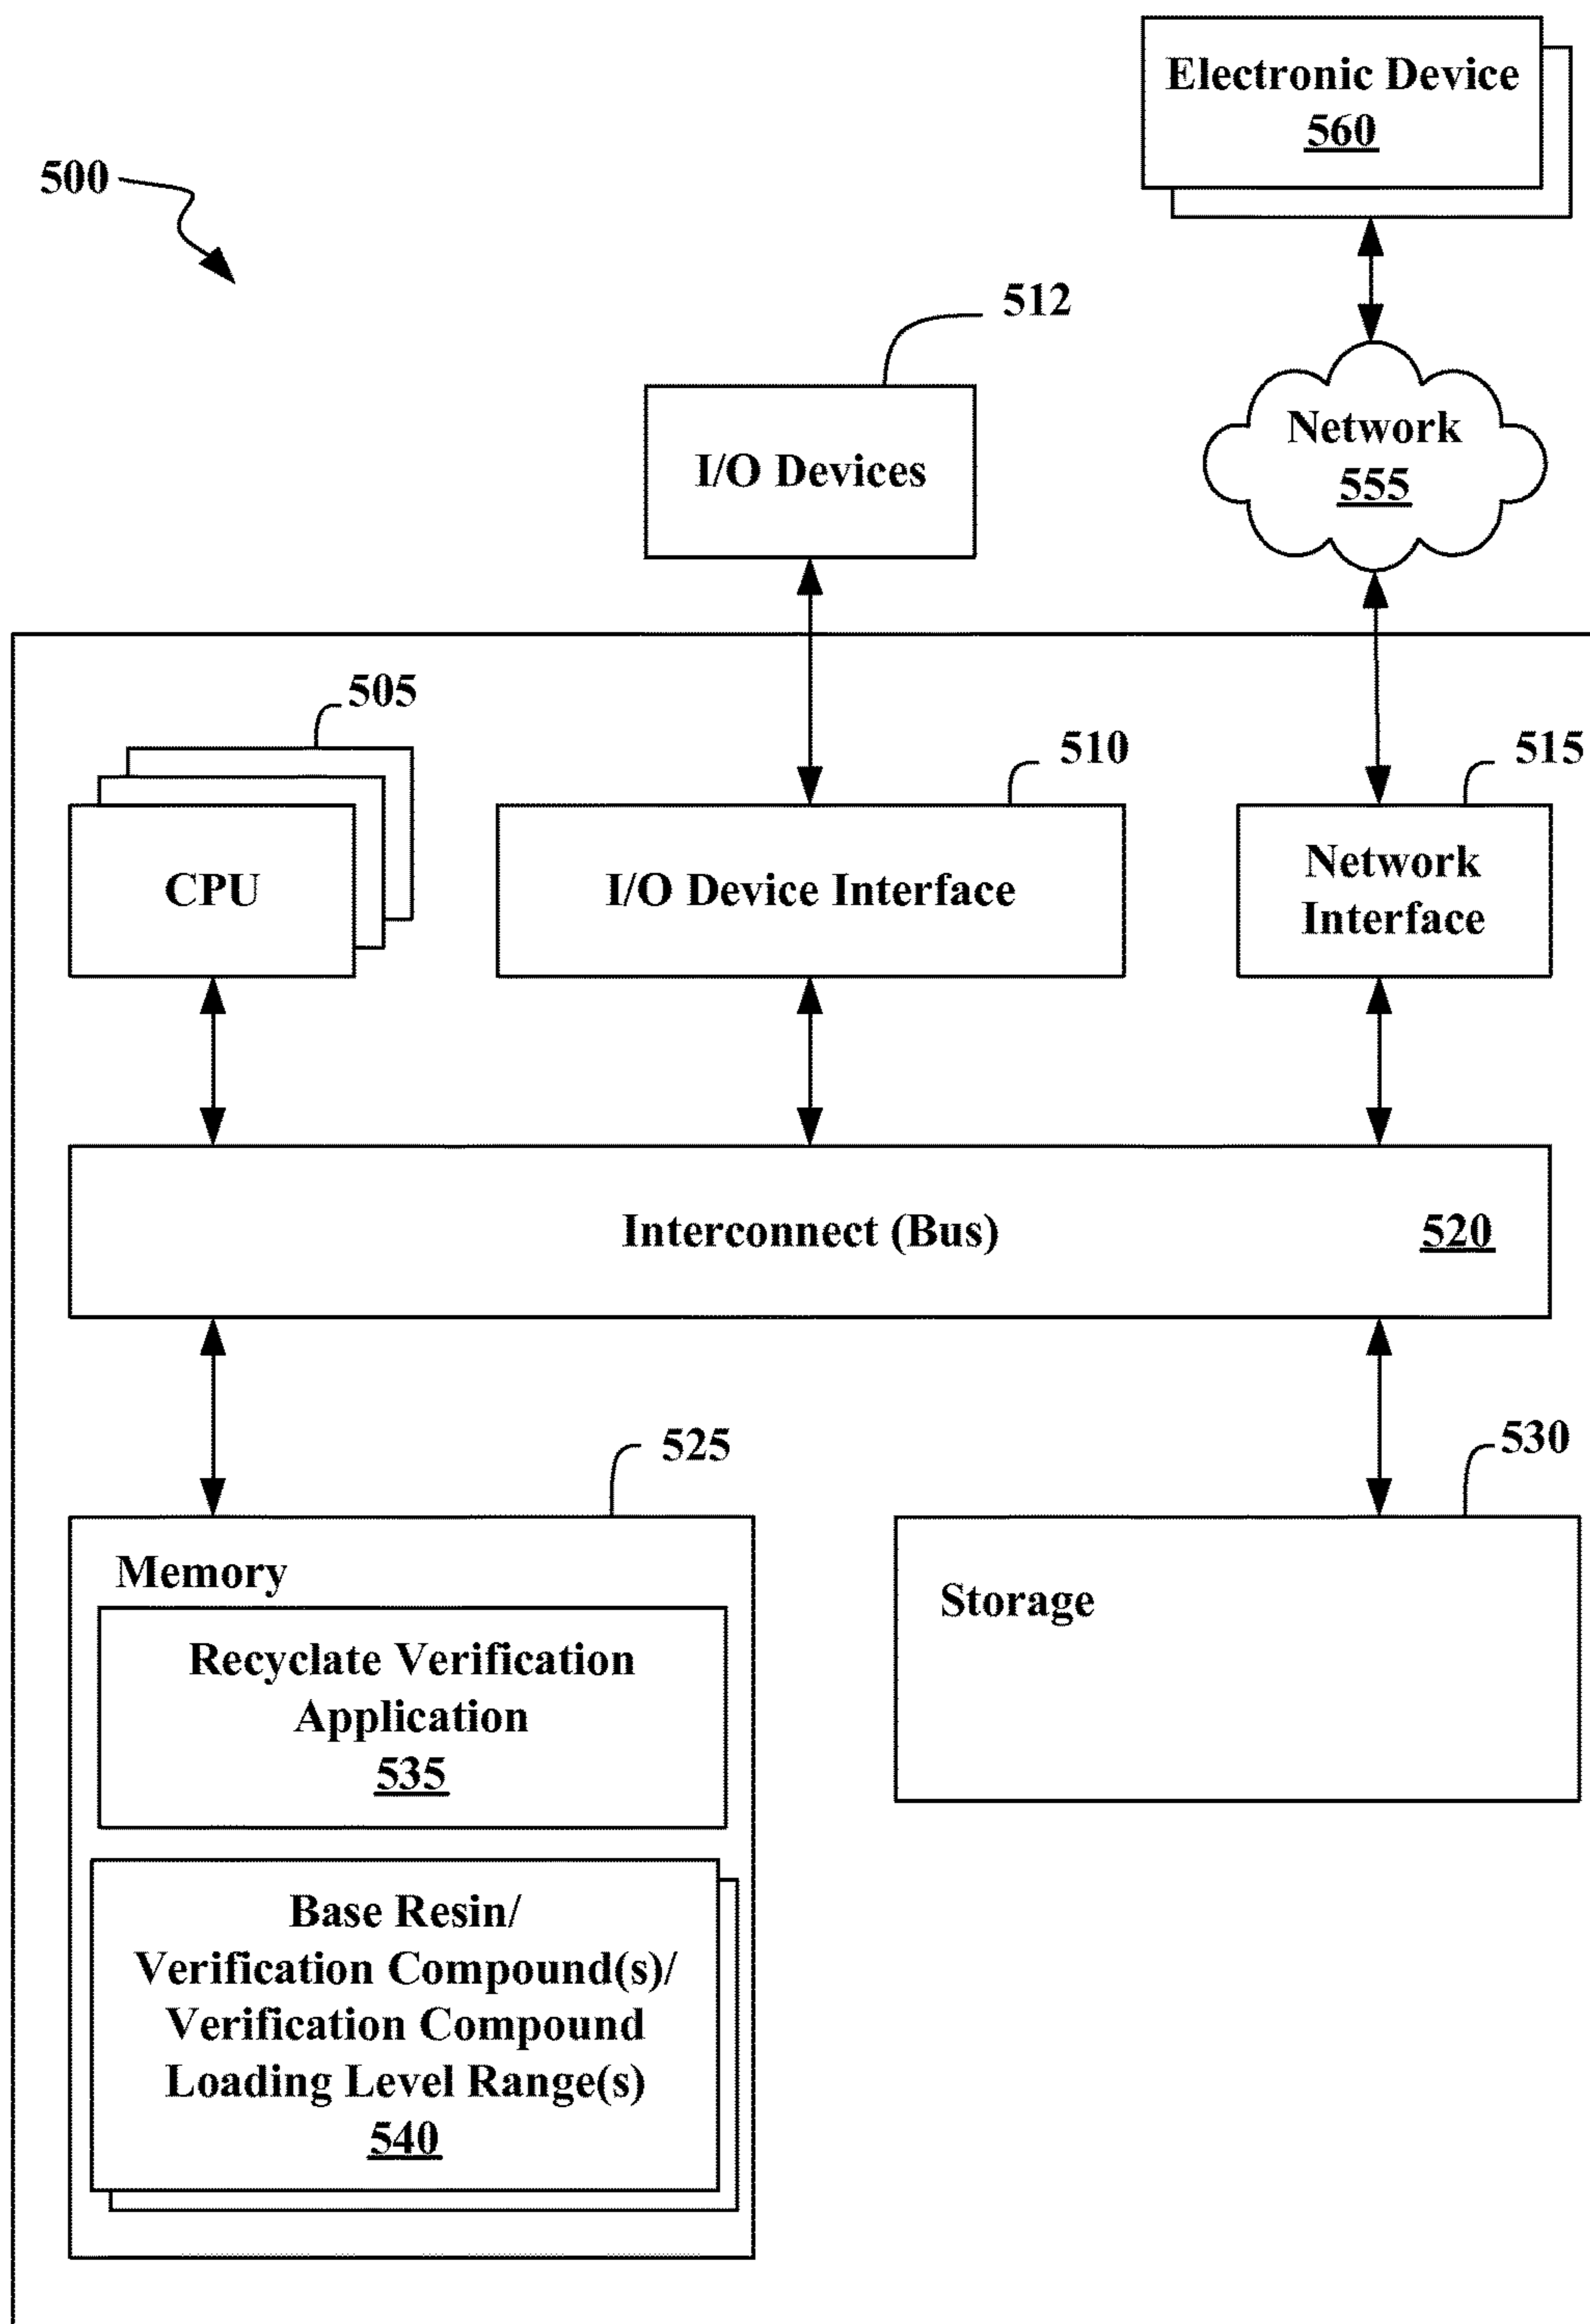 Electronic Device
560
500
512
I/O Devices
Network
555
505
510
515
CPU
I/O Device Interface
Network
Interface
Interconnect (Bus)
520
525
530
Memory
Storage
Recyclate Verification
Application
535
Base Resin/
Verification Compound(s)/
Verification Compound
Loading Level Range(s)
540